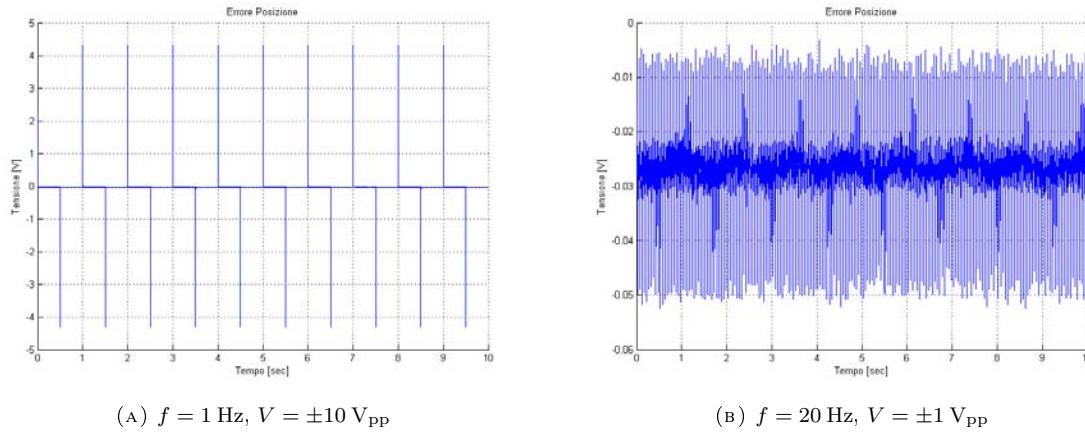 Errore Posizione
Tensione [V]
5
4
3
2
1
0
-1
-2
-3
-4
-5
0 1 2 3 4 5 6 7 8 9 10
Tempo [sec]
(A) f = 1 Hz, V = ±10 Vpp
Errore Posizione
Tensione [V]
0
-0.01
-0.02
-0.03
-0.04
-0.05
-0.06
0 1 2 3 4 5 6 7 8 9 1
Tempo [sec]
(B) f = 20 Hz, V = ±1 Vpp